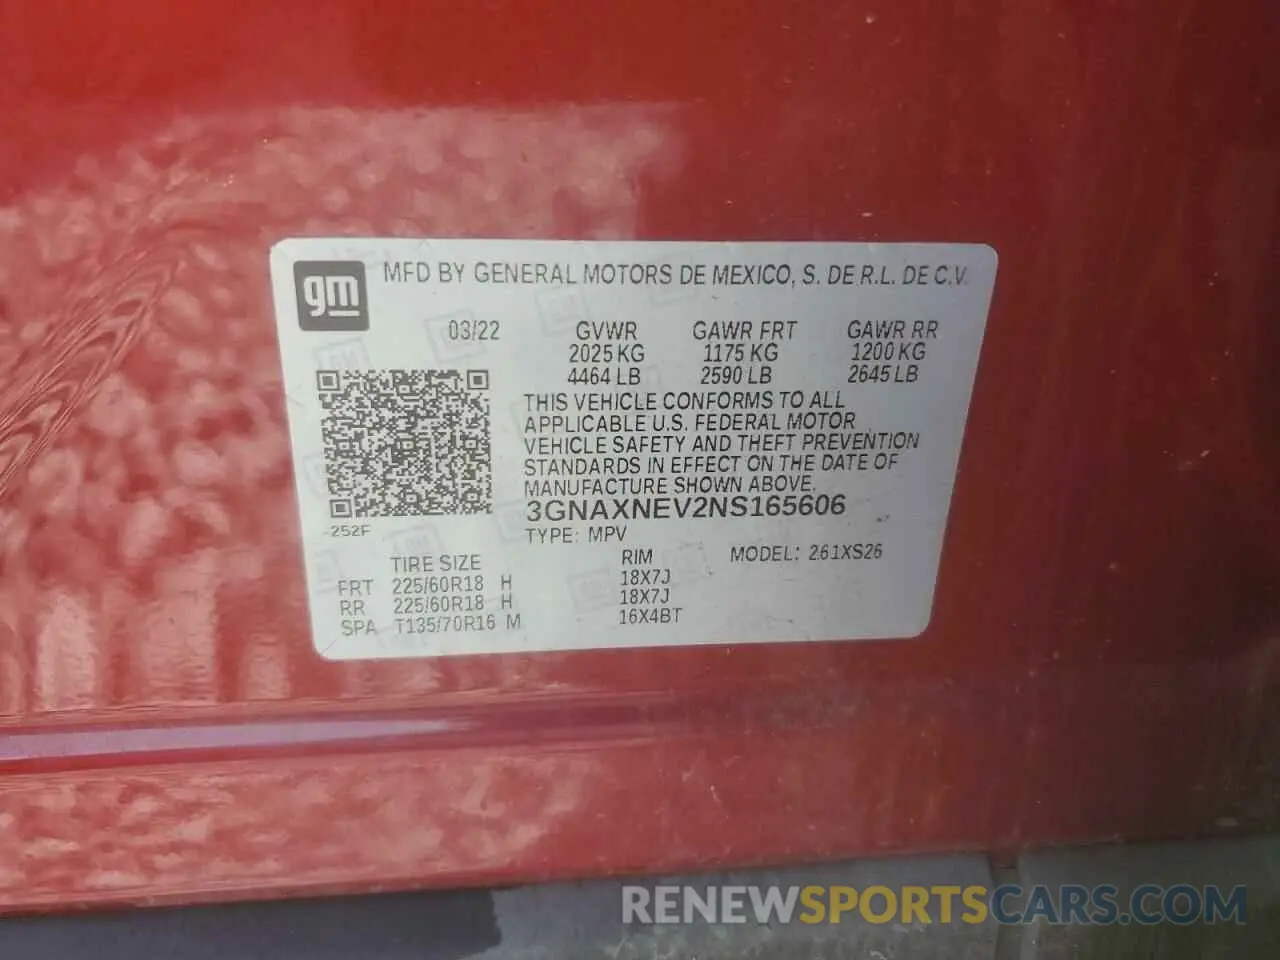 gm
MFD BY GENERAL MOTORS DE MEXICO, S. DE R.L. DE C.V.
03/22 GVWR GAWR FRT GAWR RR
2025 KG 1175 KG 1200 KG
4464 LB 2590 LB 2645 LB
THIS VEHICLE CONFORMS TO ALL
APPLICABLE U.S. FEDERAL MOTOR
VEHICLE SAFETY AND THEFT PREVENTION
STANDARDS IN EFFECT ON THE DATE OF
MANUFACTURE SHOWN ABOVE.
3GNAXNEV2NS165606
-252F
TYPE: MPV
TIRE SIZE RIM MODEL: 261XS26
FRT 225/60R18 H 18X7J
RR 225/60R18 H 18X7J
SPA T135/70R16 M 16X4BT
RENEWSPORTSCARS.COM